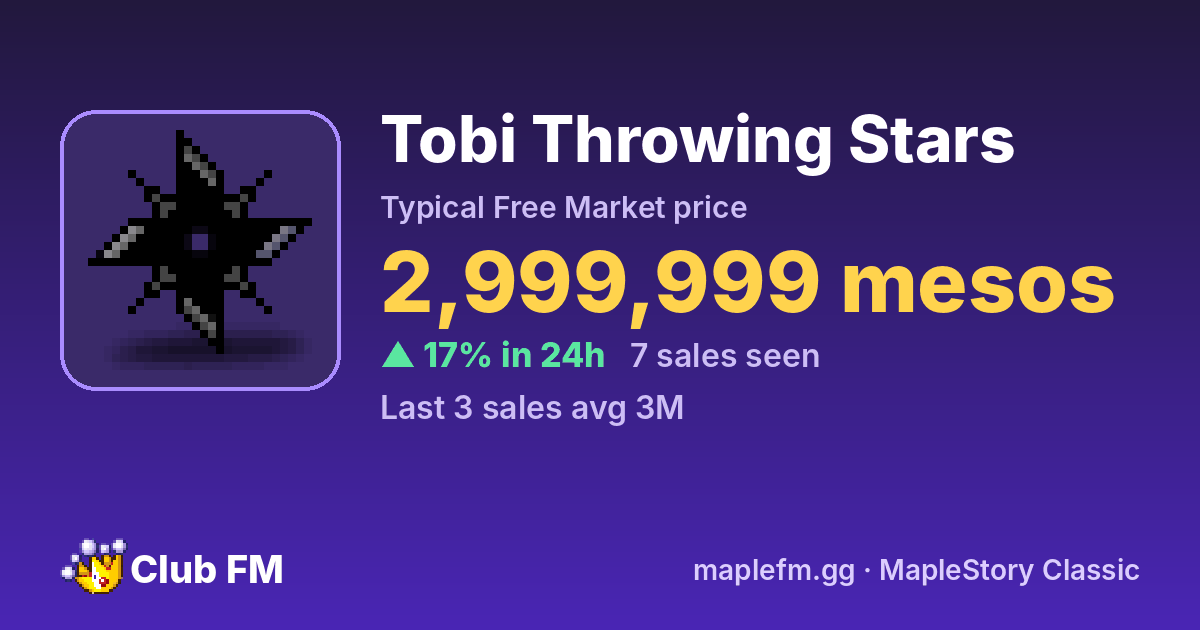 Tobi Throwing Stars
Typical Free Market price
2,999,999 mesos
▲ 17% in 24h 7 sales seen
Last 3 sales avg 3M
Club FM
maplefm.gg · MapleStory Classic